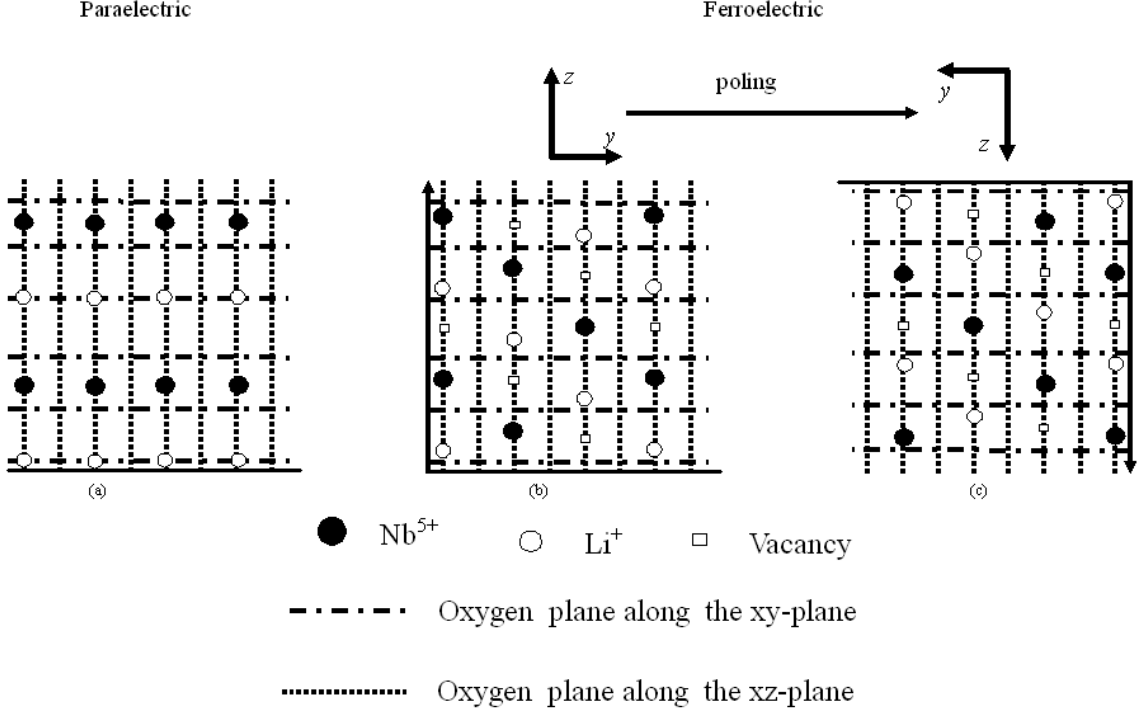 Paraelectric
Ferroelectric
z
y
poling
y
z
(a)
(b)
(c)
Nb⁵⁺
Li⁺
Vacancy
Oxygen plane along the xy-plane
Oxygen plane along the xz-plane